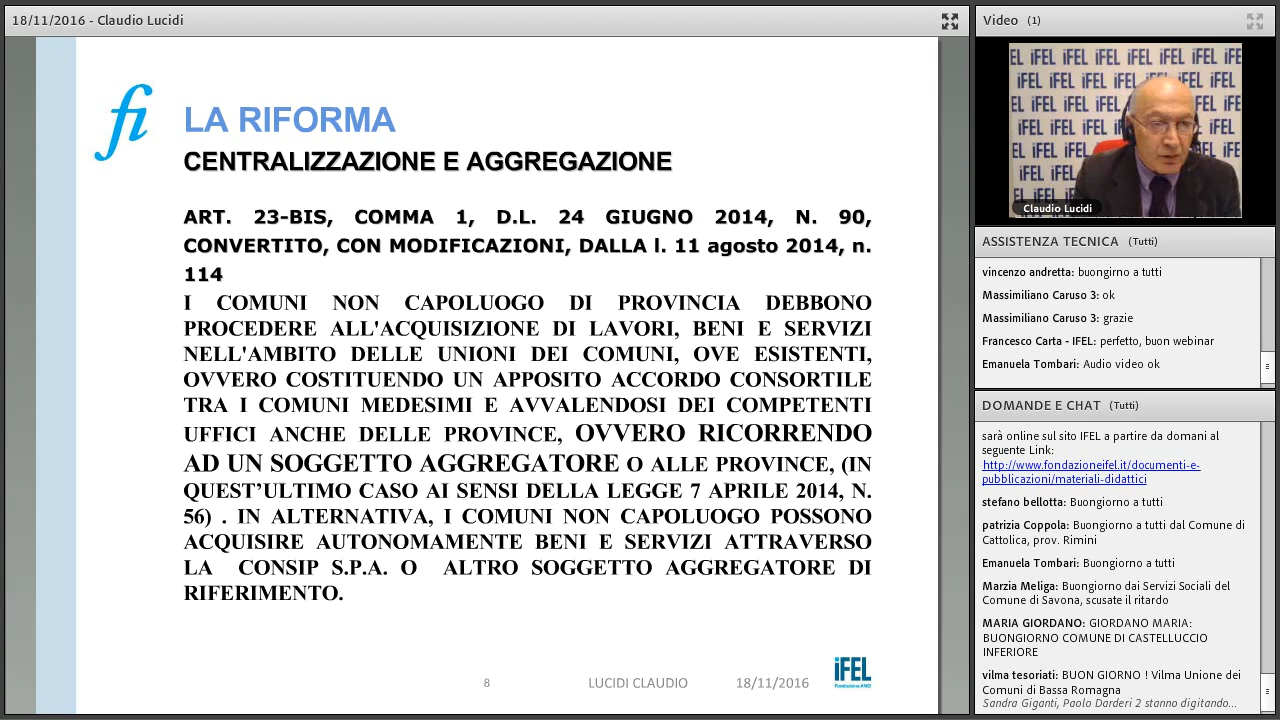 18/11/2016 - Claudio Lucidi
fi
LA RIFORMA
CENTRALIZZAZIONE E AGGREGAZIONE
ART. 23-BIS, COMMA 1, D.L. 24 GIUGNO 2014, N. 90,
CONVERTITO, CON MODIFICAZIONI, DALLA l. 11 agosto 2014, n.
114
I COMUNI NON CAPOLUOGO DI PROVINCIA DEBBONO
PROCEDERE ALL'ACQUISIZIONE DI LAVORI, BENI E SERVIZI
NELL'AMBITO DELLE UNIONI DEI COMUNI, OVE ESISTENTI,
OVVERO COSTITUENDO UN APPOSITO ACCORDO CONSORTILE
TRA I COMUNI MEDESIMI E AVVALENDOSI DEI COMPETENTI
UFFICI ANCHE DELLE PROVINCE, OVVERO RICORRENDO
AD UN SOGGETTO AGGREGATORE O ALLE PROVINCE, (IN
QUEST'ULTIMO CASO AI SENSI DELLA LEGGE 7 APRILE 2014, N.
56) . IN ALTERNATIVA, I COMUNI NON CAPOLUOGO POSSONO
ACQUISIRE AUTONOMAMENTE BENI E SERVIZI ATTRAVERSO
LA CONSIP S.P.A. O ALTRO SOGGETTO AGGREGATORE DI
RIFERIMENTO.
8 LUCIDI CLAUDIO 18/11/2016
iFEL
Fondazione ANCI
Video (1)
Claudio Lucidi
ASSISTENZA TECNICA (Tutti)
vincenzo andretta: buongirno a tutti
Massimiliano Caruso 3: ok
Massimiliano Caruso 3: grazie
Francesco Carta - IFEL: perfetto, buon webinar
Emanuela Tombari: Audio video ok
DOMANDE E CHAT (Tutti)
sarà online sul sito IFEL a partire da domani al
seguente Link:
http://www.fondazioneifel.it/documenti-e-
pubblicazioni/materiali-didattici
stefano bellotta: Buongiorno a tutti
patrizia Coppola: Buongiorno a tutti dal Comune di
Cattolica, prov. Rimini
Emanuela Tombari: Buongiorno a tutti
Marzia Meliga: Buongiorno dai Servizi Sociali del
Comune di Savona, scusate il ritardo
MARIA GIORDANO: GIORDANO MARIA:
BUONGIORNO COMUNE DI CASTELLUCCIO
INFERIORE
vilma tesoriati: BUON GIORNO ! Vilma Unione dei
Comuni di Bassa Romagna
Sandra Giganti, Paolo Darderi 2 stanno digitando...